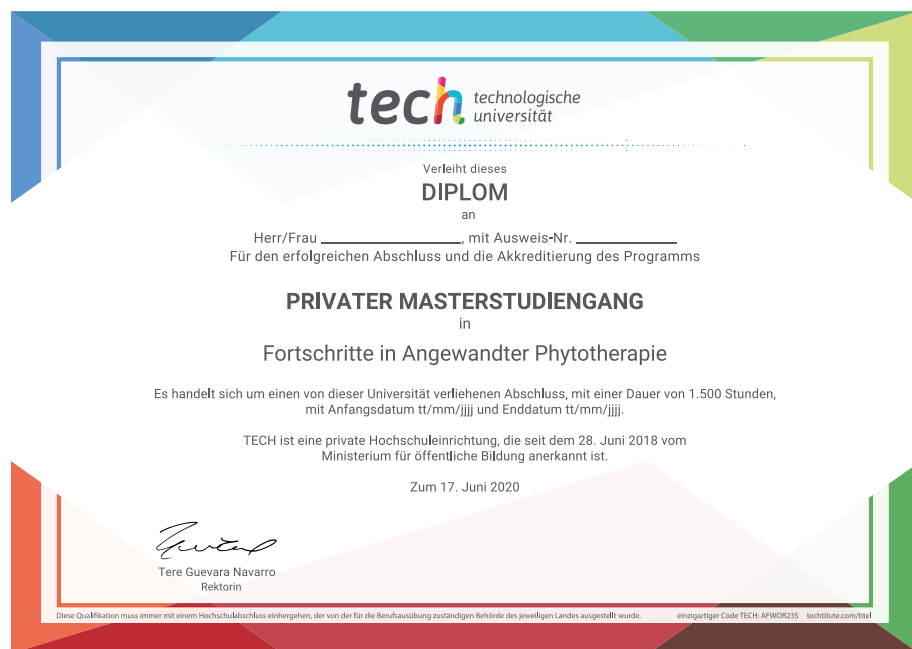 tech technologische
universität
Verleiht dieses
DIPLOM
an
Herr/Frau ____________________, mit Ausweis-Nr. ______________
Für den erfolgreichen Abschluss und die Akkreditierung des Programms
PRIVATER MASTERSTUDIENGANG
in
Fortschritte in Angewandter Phytotherapie
Es handelt sich um einen von dieser Universität verliehenen Abschluss, mit einer Dauer von 1.500 Stunden,
mit Anfangsdatum tt/mm/jjjj und Enddatum tt/mm/jjjj.
TECH ist eine private Hochschuleinrichtung, die seit dem 28. Juni 2018 vom
Ministerium für öffentliche Bildung anerkannt ist.
Zum 17. Juni 2020
Tere Guevara Navarro
Rektorin
Diese Qualifikation muss immer mit einem Hochschulabschluss einhergehen, der von der für die Berufsausübung zuständigen Behörde des jeweiligen Landes ausgestellt wurde. einzigartiger Code TECH: AFWOR23S techtitute.com/titel